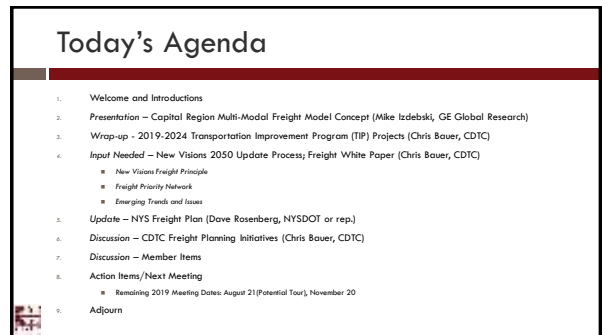 Today's Agenda
1. Welcome and Introductions
2. Presentation – Capital Region Multi-Modal Freight Model Concept (Mike Izdebski, GE Global Research)
3. Wrap-up - 2019-2024 Transportation Improvement Program (TIP) Projects (Chris Bauer, CDTC)
4. Input Needed – New Visions 2050 Update Process; Freight White Paper (Chris Bauer, CDTC)
■ New Visions Freight Principle
■ Freight Priority Network
■ Emerging Trends and Issues
5. Update – NYS Freight Plan (Dave Rosenberg, NYSDOT or rep.)
6. Discussion – CDTC Freight Planning Initiatives (Chris Bauer, CDTC)
7. Discussion – Member Items
8. Action Items/Next Meeting
■ Remaining 2019 Meeting Dates: August 21(Potential Tour), November 20
9. Adjourn